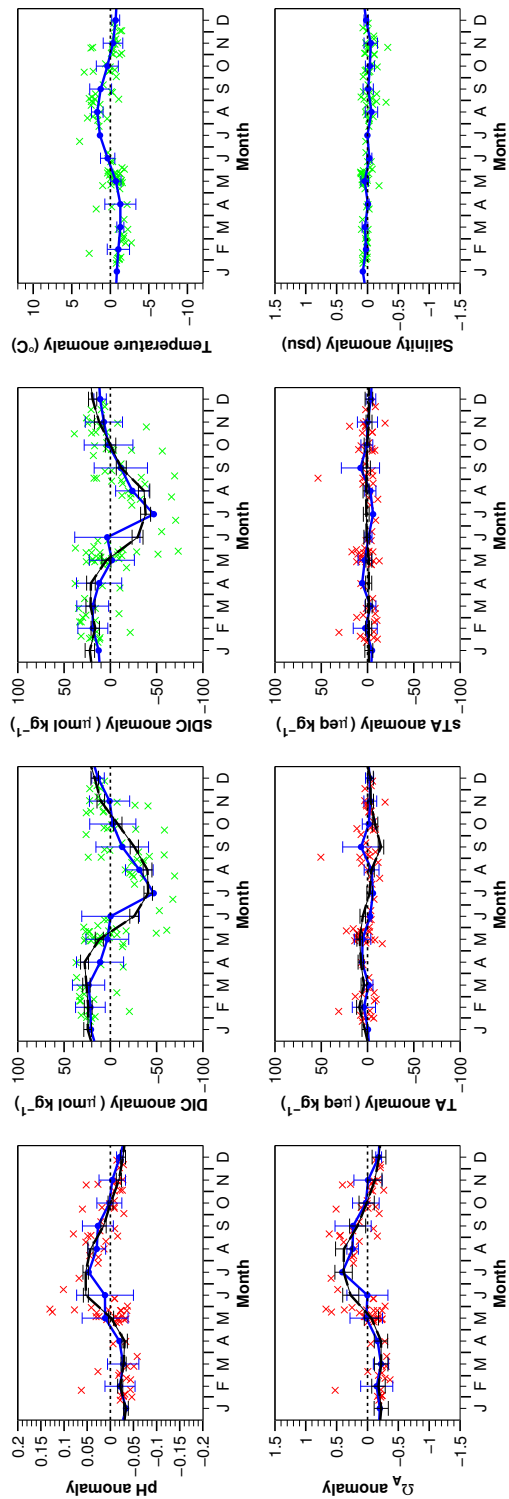 pH anomaly
0.2
0.15
0.1
0.05
0
-0.05
-0.1
-0.15
-0.2
J F M A M J J A S O N D
Month
DIC anomaly ( μmol kg⁻¹)
100
50
0
-50
-100
J F M A M J J A S O N D
Month
sDIC anomaly ( μmol kg⁻¹)
100
50
0
-50
-100
J F M A M J J A S O N D
Month
Temperature anomaly (°C)
10
5
0
-5
-10
J F M A M J J A S O N D
Month
Ω_A anomaly
1.5
1
0.5
0
-0.5
-1
-1.5
J F M A M J J A S O N D
Month
TA anomaly ( μeq kg⁻¹)
100
50
0
-50
-100
J F M A M J J A S O N D
Month
sTA anomaly ( μeq kg⁻¹)
100
50
0
-50
-100
J F M A M J J A S O N D
Month
Salinity anomaly (psu)
1.5
1
0.5
0
-0.5
-1
-1.5
J F M A M J J A S O N D
Month